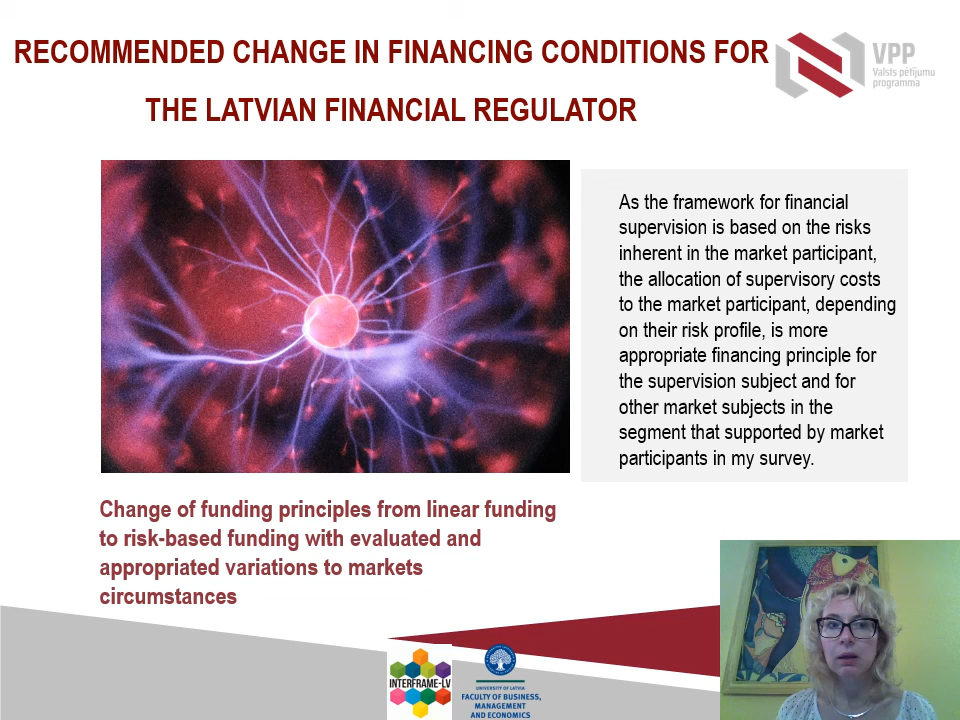 RECOMMENDED CHANGE IN FINANCING CONDITIONS FOR
THE LATVIAN FINANCIAL REGULATOR
VPP
Valsts pētījumu
programma
As the framework for financial
supervision is based on the risks
inherent in the market participant,
the allocation of supervisory costs
to the market participant, depending
on their risk profile, is more
appropriate financing principle for
the supervision subject and for
other market subjects in the
segment that supported by market
participants in my survey.
Change of funding principles from linear funding
to risk-based funding with evaluated and
appropriated variations to markets
circumstances
INTERFRAME-LV
UNIVERSITY OF LATVIA
FACULTY OF BUSINESS,
MANAGEMENT
AND ECONOMICS